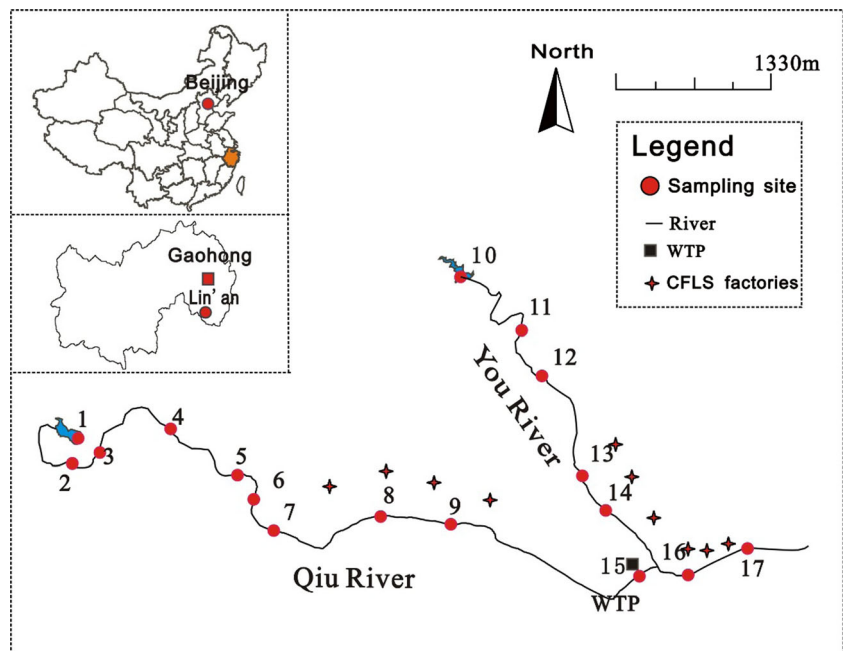 Beijing
Gaohong
Lin'an
North
1330m
Legend
Sampling site
River
WTP
CFLS factories
10
11
12
You River
13
14
1
2
3
4
5
6
7
8
9
Qiu River
15
16
17
WTP